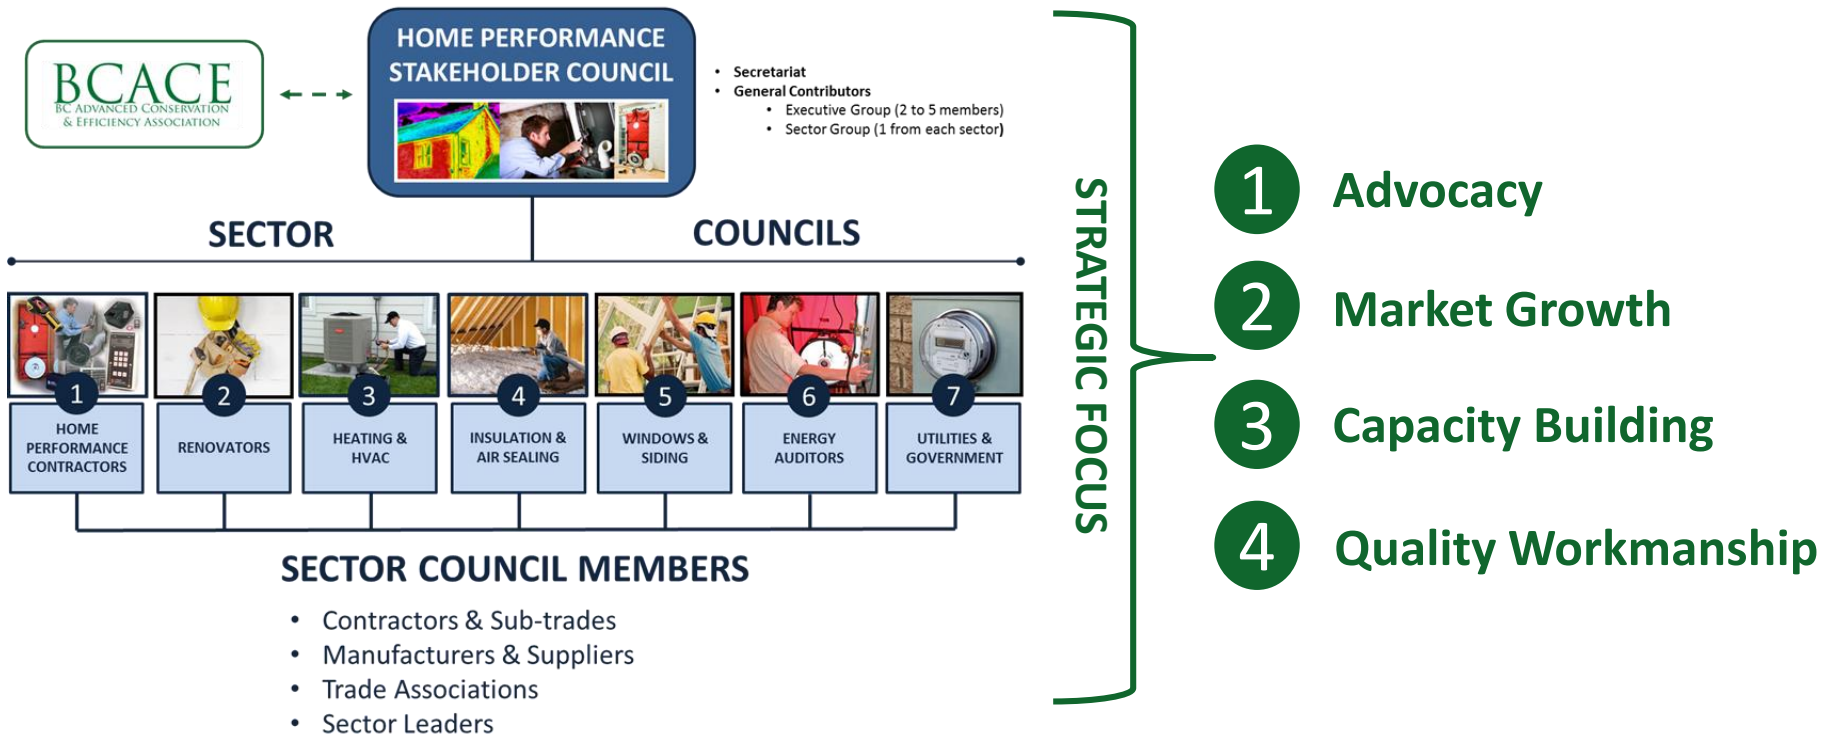 BCACE
BC ADVANCED CONSERVATION
& EFFICIENCY ASSOCIATION
HOME PERFORMANCE
STAKEHOLDER COUNCIL
• Secretariat
• General Contributors
• Executive Group (2 to 5 members)
• Sector Group (1 from each sector)
SECTOR COUNCILS
1
HOME
PERFORMANCE
CONTRACTORS
2
RENOVATORS
3
HEATING &
HVAC
4
INSULATION &
AIR SEALING
5
WINDOWS &
SIDING
6
ENERGY
AUDITORS
7
UTILITIES &
GOVERNMENT
SECTOR COUNCIL MEMBERS
• Contractors & Sub-trades
• Manufacturers & Suppliers
• Trade Associations
• Sector Leaders
STRATEGIC FOCUS
1 Advocacy
2 Market Growth
3 Capacity Building
4 Quality Workmanship